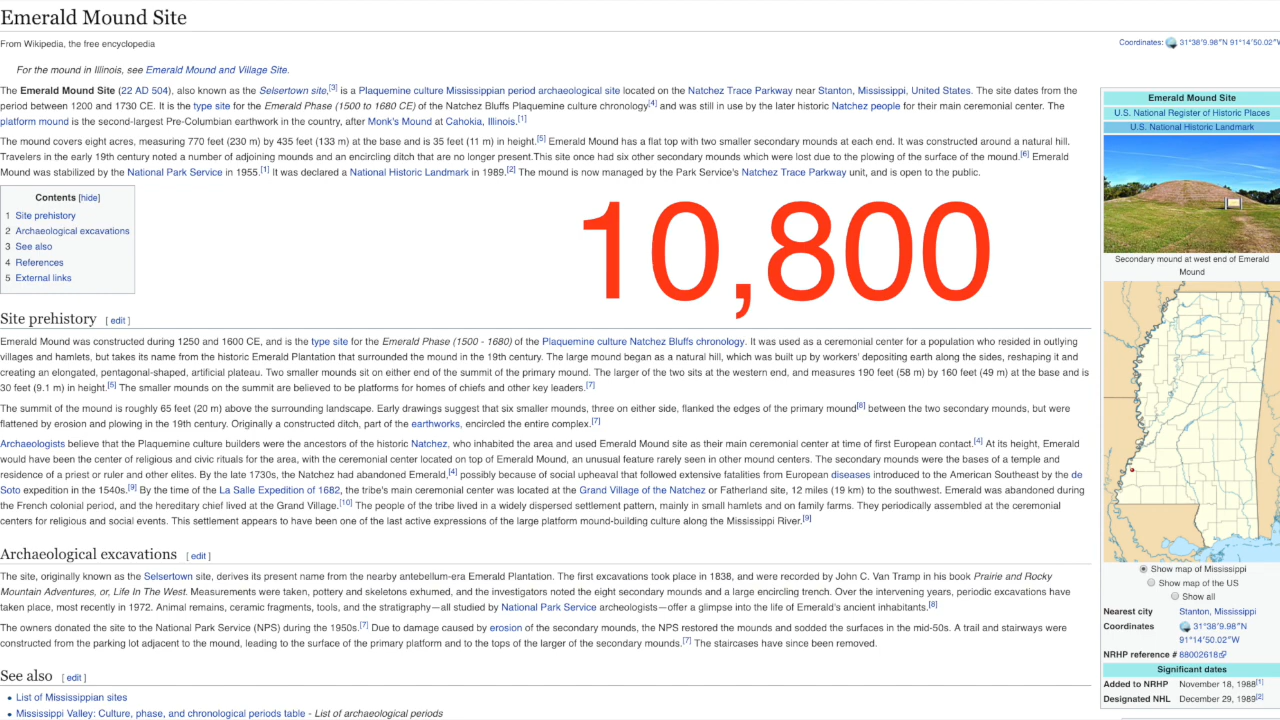 Emerald Mound Site
From Wikipedia, the free encyclopedia
Coordinates: 31°38′9.98″N 91°14′50.02″W
For the mound in Illinois, see Emerald Mound and Village Site.
The Emerald Mound Site (22 AD 504), also known as the Selsertown site,[3] is a Plaquemine culture Mississippian period archaeological site located on the Natchez Trace Parkway near Stanton, Mississippi, United States. The site dates from the
period between 1200 and 1730 CE. It is the type site for the Emerald Phase (1500 to 1680 CE) of the Natchez Bluffs Plaquemine culture chronology[4] and was still in use by the later historic Natchez people for their main ceremonial center. The
platform mound is the second-largest Pre-Columbian earthwork in the country, after Monk's Mound at Cahokia, Illinois.[1]
The mound covers eight acres, measuring 770 feet (230 m) by 435 feet (133 m) at the base and is 35 feet (11 m) in height.[5] Emerald Mound has a flat top with two smaller secondary mounds at each end. It was constructed around a natural hill.
Travelers in the early 19th century noted a number of adjoining mounds and an encircling ditch that are no longer present.This site once had six other secondary mounds which were lost due to the plowing of the surface of the mound.[6] Emerald
Mound was stabilized by the National Park Service in 1955.[1] It was declared a National Historic Landmark in 1989.[2] The mound is now managed by the Park Service's Natchez Trace Parkway unit, and is open to the public.
Contents [hide]
1 Site prehistory
2 Archaeological excavations
3 See also
4 References
5 External links
10,800
Site prehistory [ edit ]
Emerald Mound was constructed during 1250 and 1600 CE, and is the type site for the Emerald Phase (1500 - 1680) of the Plaquemine culture Natchez Bluffs chronology. It was used as a ceremonial center for a population who resided in outlying
villages and hamlets, but takes its name from the historic Emerald Plantation that surrounded the mound in the 19th century. The large mound began as a natural hill, which was built up by workers' depositing earth along the sides, reshaping it and
creating an elongated, pentagonal-shaped, artificial plateau. Two smaller mounds sit on either end of the summit of the primary mound. The larger of the two sits at the western end, and measures 190 feet (58 m) by 160 feet (49 m) at the base and is
30 feet (9.1 m) in height.[5] The smaller mounds on the summit are believed to be platforms for homes of chiefs and other key leaders.[7]
The summit of the mound is roughly 65 feet (20 m) above the surrounding landscape. Early drawings suggest that six smaller mounds, three on either side, flanked the edges of the primary mound[8] between the two secondary mounds, but were
flattened by erosion and plowing in the 19th century. Originally a constructed ditch, part of the earthworks, encircled the entire complex.[7]
Archaeologists believe that the Plaquemine culture builders were the ancestors of the historic Natchez, who inhabited the area and used Emerald Mound site as their main ceremonial center at time of first European contact.[4] At its height, Emerald
would have been the center of religious and civic rituals for the area, with the ceremonial center located on top of Emerald Mound, an unusual feature rarely seen in other mound centers. The secondary mounds were the bases of a temple and
residence of a priest or ruler and other elites. By the late 1730s, the Natchez had abandoned Emerald,[4] possibly because of social upheaval that followed extensive fatalities from European diseases introduced to the American Southeast by the de
Soto expedition in the 1540s.[9] By the time of the La Salle Expedition of 1682, the tribe's main ceremonial center was located at the Grand Village of the Natchez or Fatherland site, 12 miles (19 km) to the southwest. Emerald was abandoned during
the French colonial period, and the hereditary chief lived at the Grand Village.[10] The people of the tribe lived in a widely dispersed settlement pattern, mainly in small hamlets and on family farms. They periodically assembled at the ceremonial
centers for religious and social events. This settlement appears to have been one of the last active expressions of the large platform mound-building culture along the Mississippi River.[9]
Archaeological excavations [ edit ]
The site, originally known as the Selsertown site, derives its present name from the nearby antebellum-era Emerald Plantation. The first excavations took place in 1838, and were recorded by John C. Van Tramp in his book Prairie and Rocky
Mountain Adventures, or, Life In The West. Measurements were taken, pottery and skeletons exhumed, and the investigators noted the eight secondary mounds and a large encircling trench. Over the intervening years, periodic excavations have
taken place, most recently in 1972. Animal remains, ceramic fragments, tools, and the stratigraphy—all studied by National Park Service archeologists—offer a glimpse into the life of Emerald's ancient inhabitants.[8]
The owners donated the site to the National Park Service (NPS) during the 1950s.[7] Due to damage caused by erosion of the secondary mounds, the NPS restored the mounds and sodded the surfaces in the mid-50s. A trail and stairways were
constructed from the parking lot adjacent to the mound, leading to the surface of the primary platform and to the tops of the larger of the secondary mounds.[7] The staircases have since been removed.
See also [ edit ]
• List of Mississippian sites
• Mississippi Valley: Culture, phase, and chronological periods table - List of archaeological periods
Emerald Mound Site
U.S. National Register of Historic Places
U.S. National Historic Landmark
Secondary mound at west end of Emerald
Mound
Show map of Mississippi
Show map of the US
Show all
Nearest city Stanton, Mississippi
Coordinates 31°38′9.98″N
91°14′50.02″W
NRHP reference # 88002618
Significant dates
Added to NRHP November 18, 1988[1]
Designated NHL December 29, 1989[2]